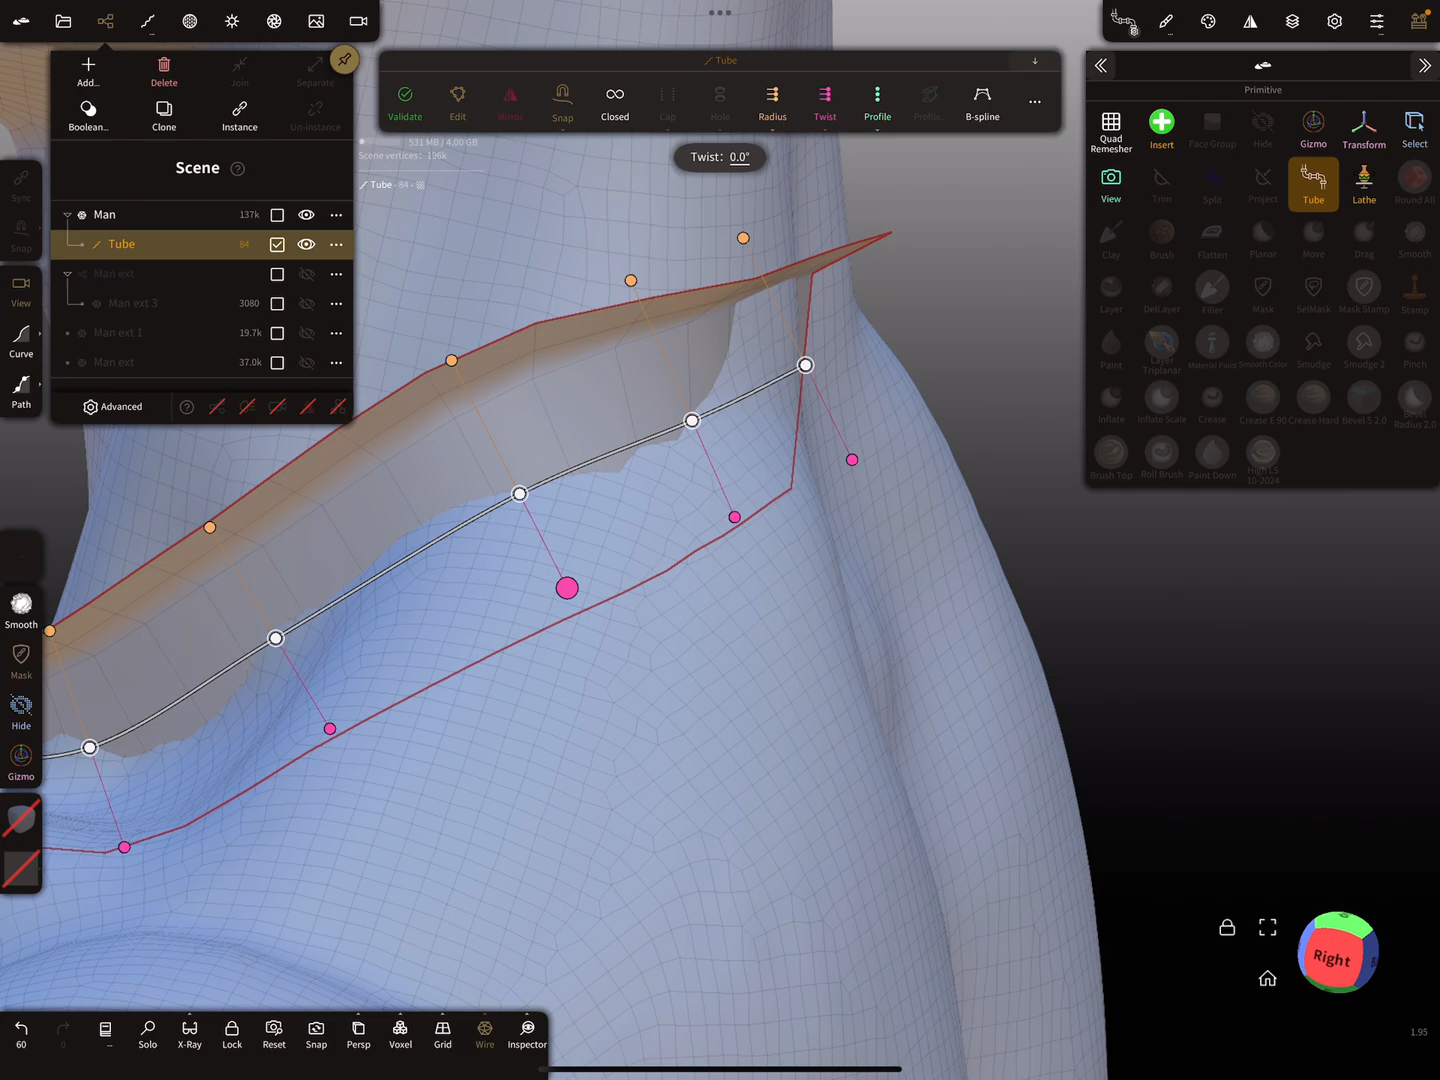 Add...
Delete
Join
Separate
Boolean...
Clone
Instance
Un-instance
Scene
Man 137k
Tube 84
Man ext
Man ext 3 3080
Man ext 1 19.7k
Man ext 37.0k
Advanced
Sync
Snap
View
Curve
Path
Smooth
Mask
Hide
Gizmo
Tube
Validate
Edit
Mirror
Snap
Closed
Cap
Hole
Radius
Twist
Profile
Profile
B-spline
531 MB / 4.00 GB
Scene vertices: 196k
Tube - 84 -
Twist: 0.0°
Primitive
Quad Remesher
Insert
Face Group
Hide
Gizmo
Transform
Select
View
Trim
Split
Project
Tube
Lathe
Round All
Clay
Brush
Flatten
Planar
Move
Drag
Smooth
Layer
DelLayer
Filler
Mask
SelMask
Mask Stamp
Stamp
Paint
Layer Triplanar
Material Paint
Smooth Color
Smudge
Smudge 2
Pinch
Inflate
Inflate Scale
Crease
Crease E 90
Crease Hard
Bevel S 2.0
Bevel Radius 2.0
Brush Top
Roll Brush
Paint Down
High LS 10-2024
Right
1.95
60
0
...
Solo
X-Ray
Lock
Reset
Snap
Persp
Voxel
Grid
Wire
Inspector